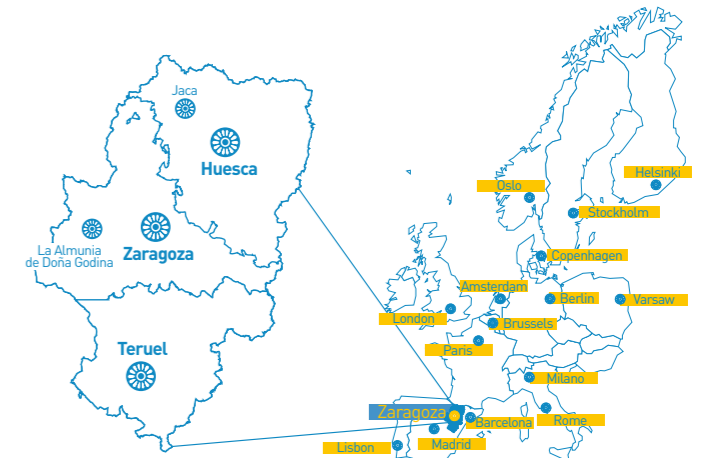 Jaca
Huesca
La Almunia
de Doña Godina
Zaragoza
Teruel
Helsinki
Oslo
Stockholm
Copenhagen
Amsterdam
Berlin
Varsaw
London
Brussels
Paris
Milano
Zaragoza
Barcelona
Rome
Madrid
Lisbon